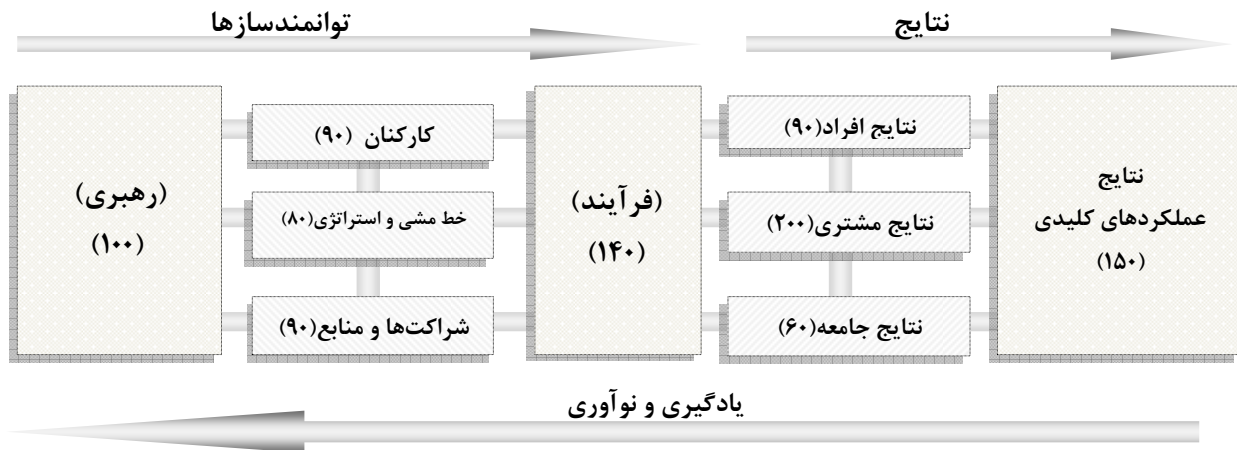 توانمندسازها
نتایج
(رهبری)
(۱۰۰)
کارکنان (۹۰)
خط مشی و استراتژی(۸۰)
شراکت‌ها و منابع(۹۰)
(فرآیند)
(۱۴۰)
نتایج افراد(۹۰)
نتایج مشتری(۲۰۰)
نتایج جامعه(۶۰)
نتایج
عملکردهای کلیدی
(۱۵۰)
یادگیری و نوآوری